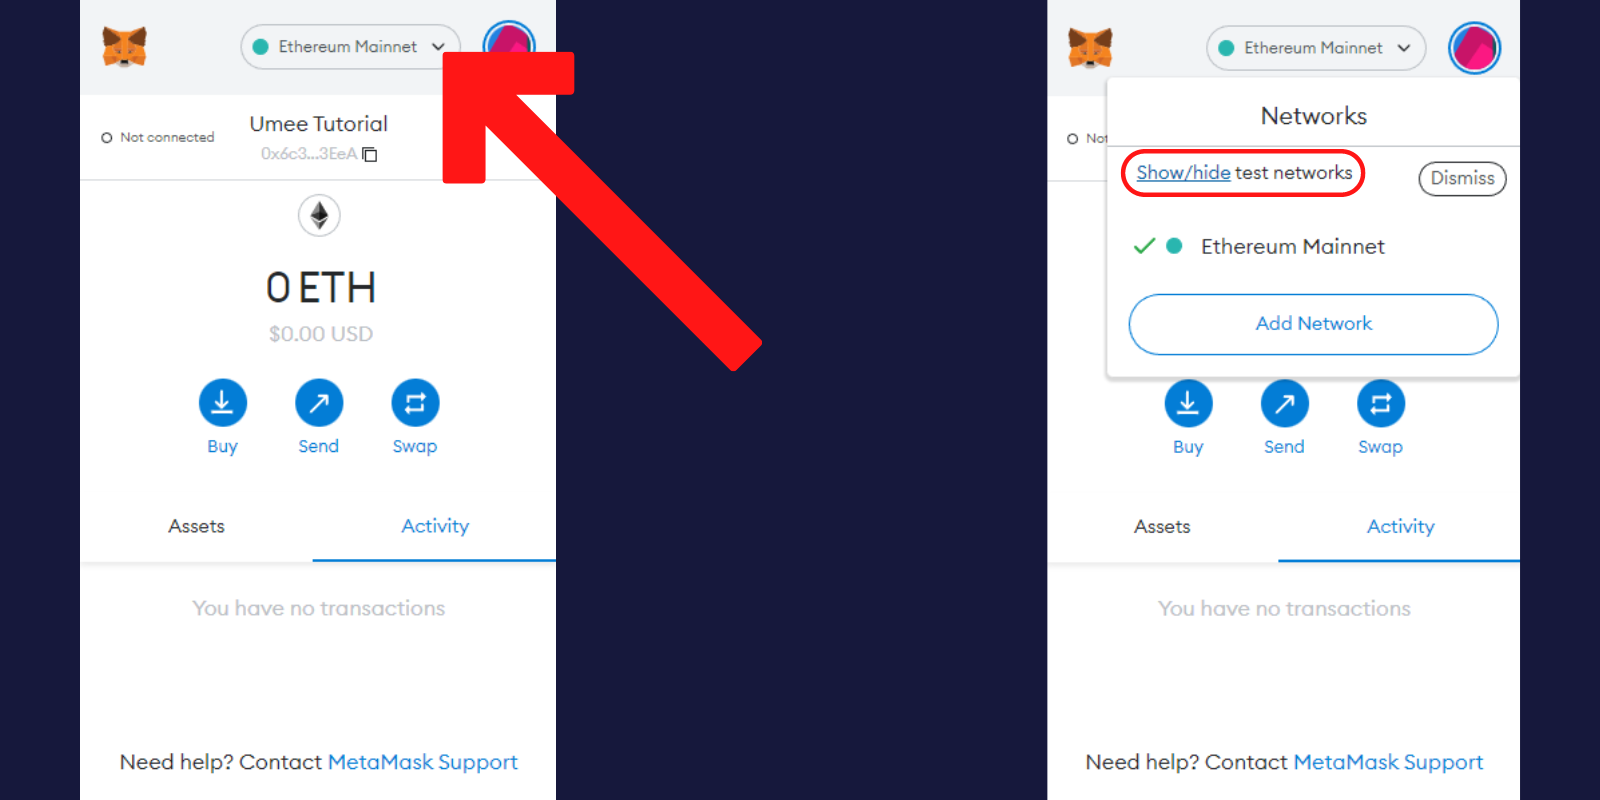 Ethereum Mainnet
Not connected
Umee Tutorial
0x6c3...3EeA
0 ETH
$0.00 USD
Buy Send Swap
Assets Activity
You have no transactions
Need help? Contact MetaMask Support
Ethereum Mainnet
Networks
Not
Show/hide test networks
Dismiss
Ethereum Mainnet
Add Network
Buy Send Swap
Assets Activity
You have no transactions
Need help? Contact MetaMask Support